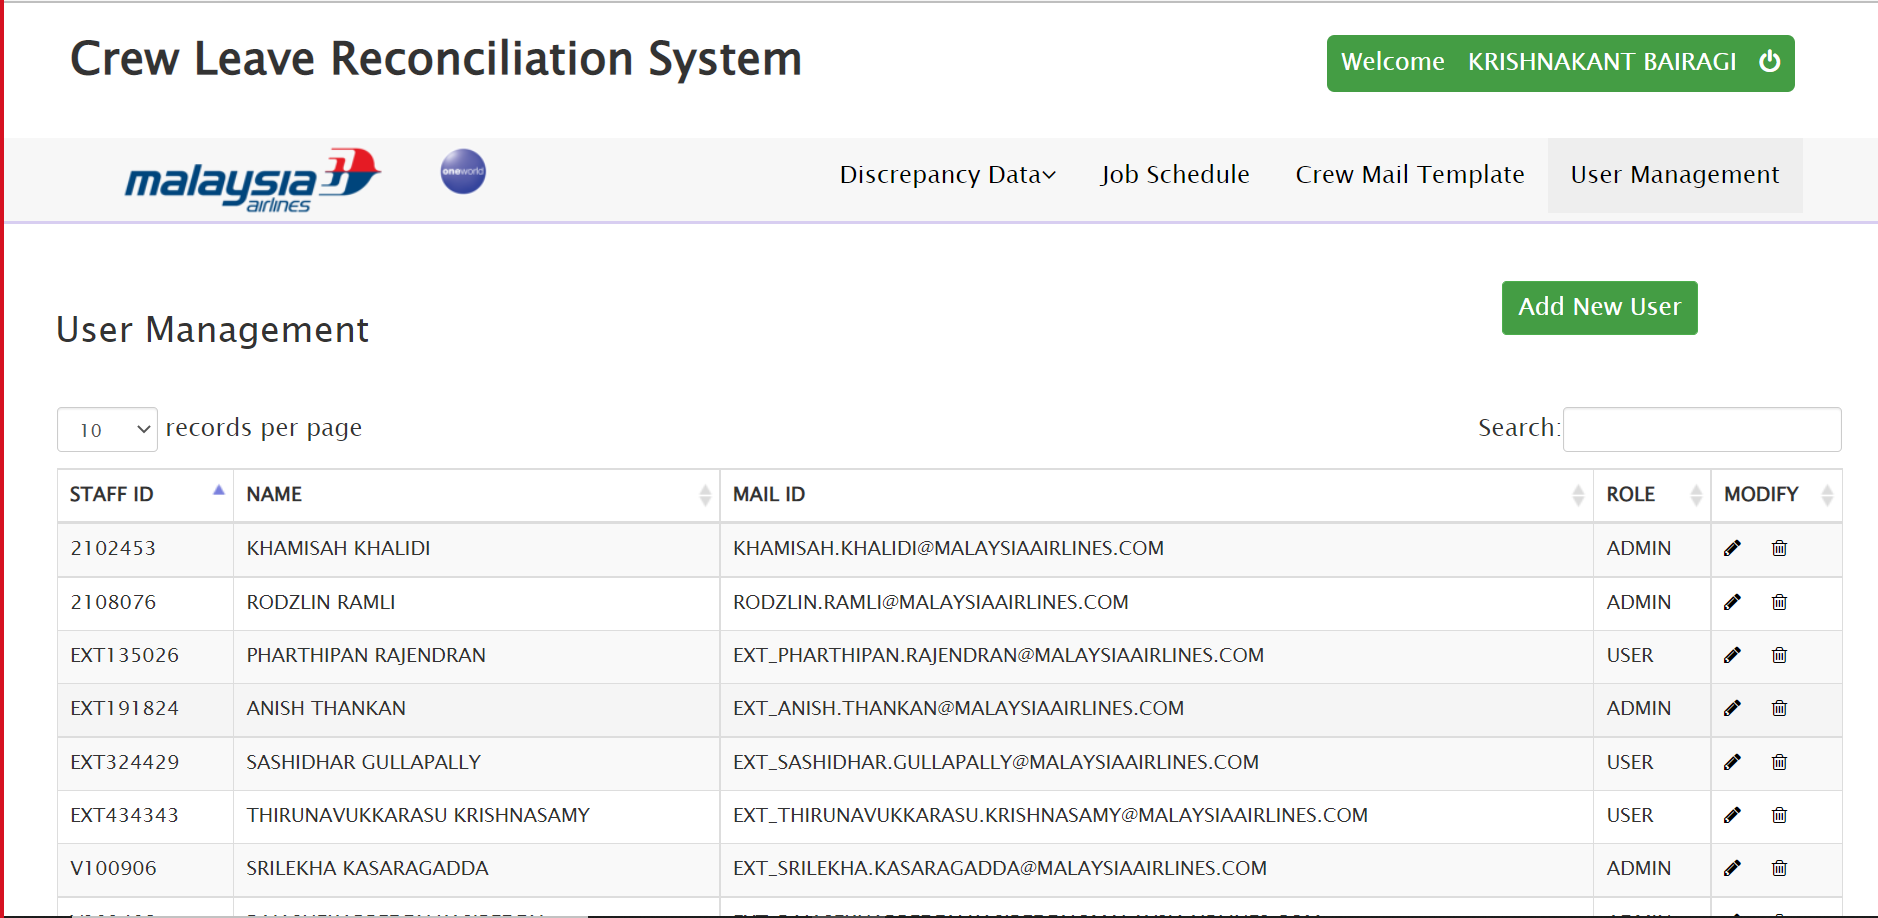 Crew Leave Reconciliation System
Welcome KRISHNAKANT BAIRAGI
malaysia airlines
oneworld
Discrepancy Data Job Schedule Crew Mail Template User Management
Add New User
User Management
10 records per page
Search:
STAFF ID NAME MAIL ID ROLE MODIFY
2102453 KHAMISAH KHALIDI KHAMISAH.KHALIDI@MALAYSIAAIRLINES.COM ADMIN
2108076 RODZLIN RAMLI RODZLIN.RAMLI@MALAYSIAAIRLINES.COM ADMIN
EXT135026 PHARTHIPAN RAJENDRAN EXT_PHARTHIPAN.RAJENDRAN@MALAYSIAAIRLINES.COM USER
EXT191824 ANISH THANKAN EXT_ANISH.THANKAN@MALAYSIAAIRLINES.COM ADMIN
EXT324429 SASHIDHAR GULLAPALLY EXT_SASHIDHAR.GULLAPALLY@MALAYSIAAIRLINES.COM USER
EXT434343 THIRUNAVUKKARASU KRISHNASAMY EXT_THIRUNAVUKKARASU.KRISHNASAMY@MALAYSIAAIRLINES.COM USER
V100906 SRILEKHA KASARAGADDA EXT_SRILEKHA.KASARAGADDA@MALAYSIAAIRLINES.COM ADMIN